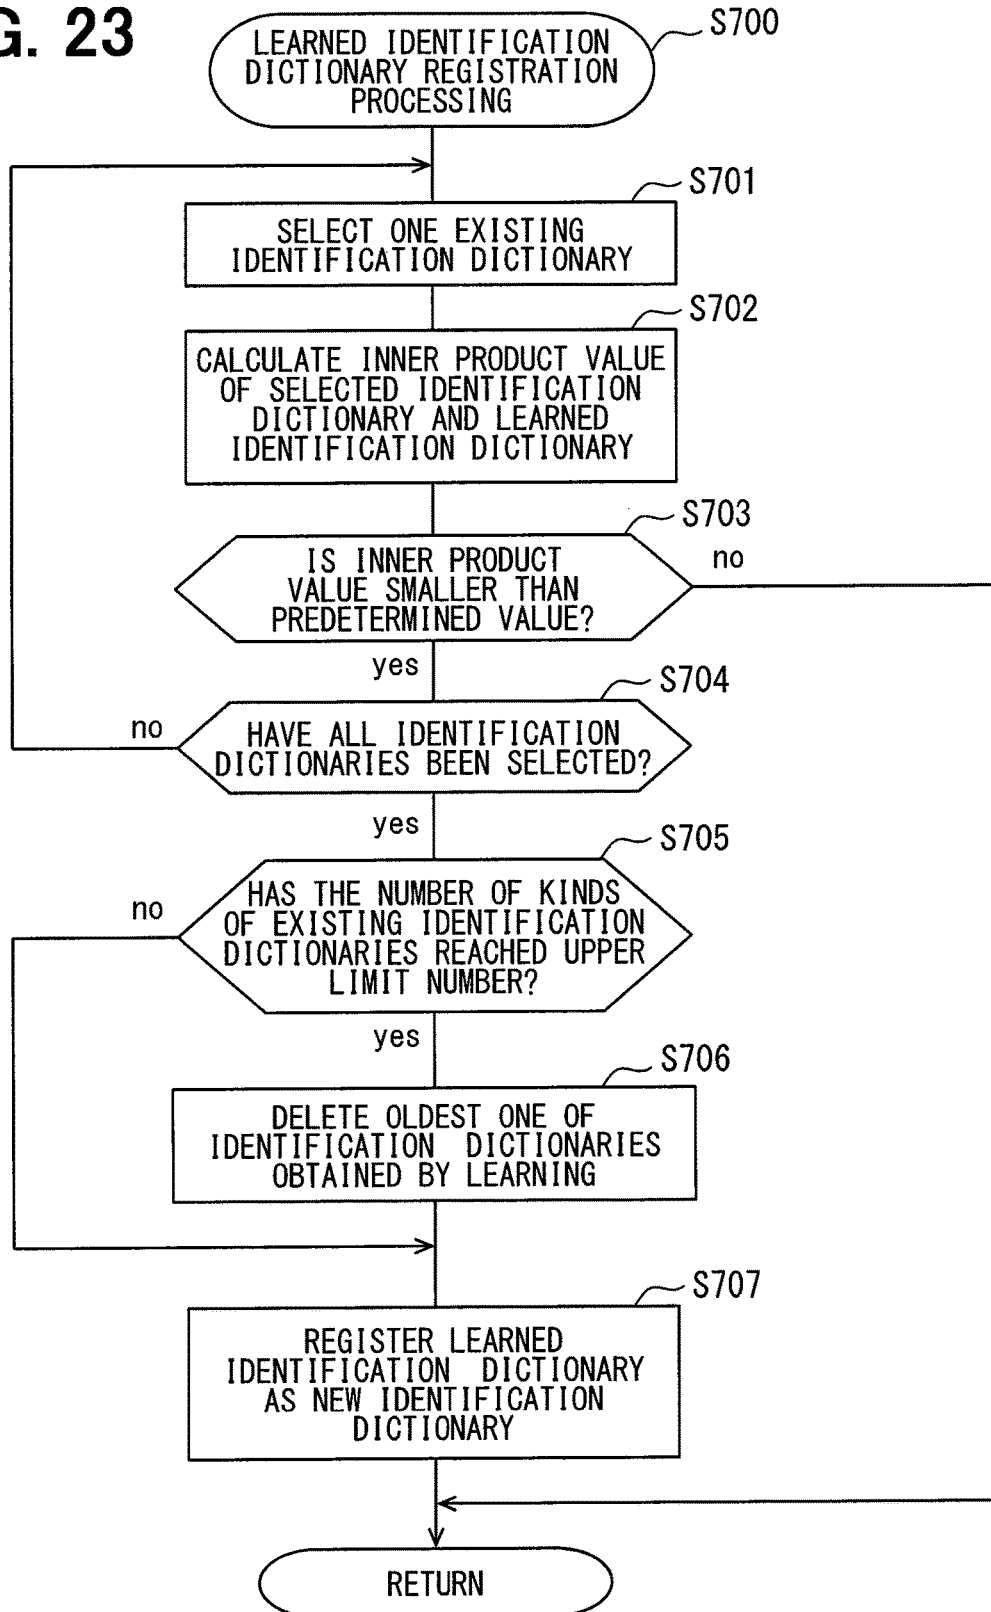 G. 23
S700
LEARNED IDENTIFICATION
DICTIONARY REGISTRATION
PROCESSING
S701
SELECT ONE EXISTING
IDENTIFICATION DICTIONARY
S702
CALCULATE INNER PRODUCT VALUE
OF SELECTED IDENTIFICATION
DICTIONARY AND LEARNED
IDENTIFICATION DICTIONARY
S703
IS INNER PRODUCT
VALUE SMALLER THAN
PREDETERMINED VALUE?
no
yes
S704
no
HAVE ALL IDENTIFICATION
DICTIONARIES BEEN SELECTED?
yes
S705
no
HAS THE NUMBER OF KINDS
OF EXISTING IDENTIFICATION
DICTIONARIES REACHED UPPER
LIMIT NUMBER?
yes
S706
DELETE OLDEST ONE OF
IDENTIFICATION DICTIONARIES
OBTAINED BY LEARNING
S707
REGISTER LEARNED
IDENTIFICATION DICTIONARY
AS NEW IDENTIFICATION
DICTIONARY
RETURN